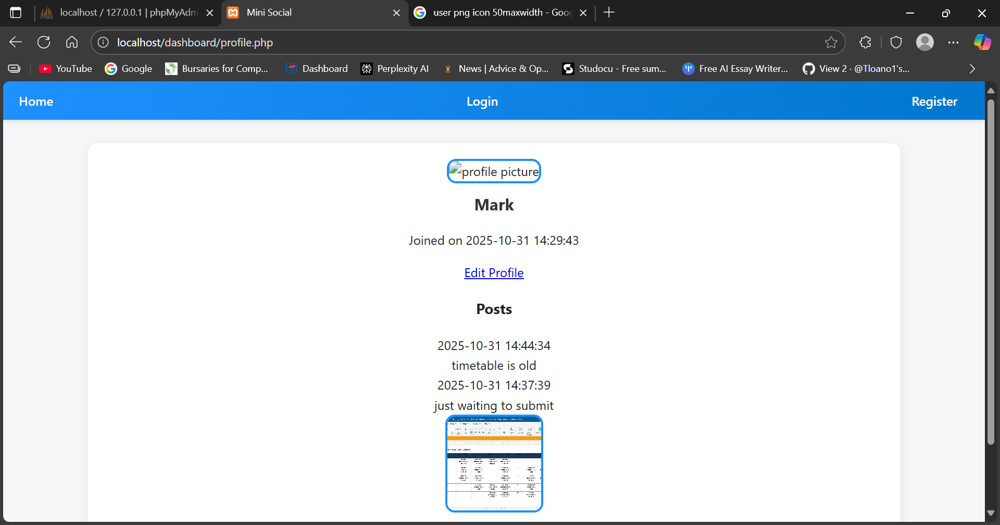 localhost / 127.0.0.1 | phpMyAdm
Mini Social
user png icon 50maxwidth - Goog
localhost/dashboard/profile.php
YouTube
Google
Bursaries for Comp...
Dashboard
Perplexity AI
News | Advice & Op...
Studocu - Free sum...
Free AI Essay Writer...
View 2 · @Tloano1's...
Home
Login
Register
profile picture
Mark
Joined on 2025-10-31 14:29:43
Edit Profile
Posts
2025-10-31 14:44:34
timetable is old
2025-10-31 14:37:39
just waiting to submit